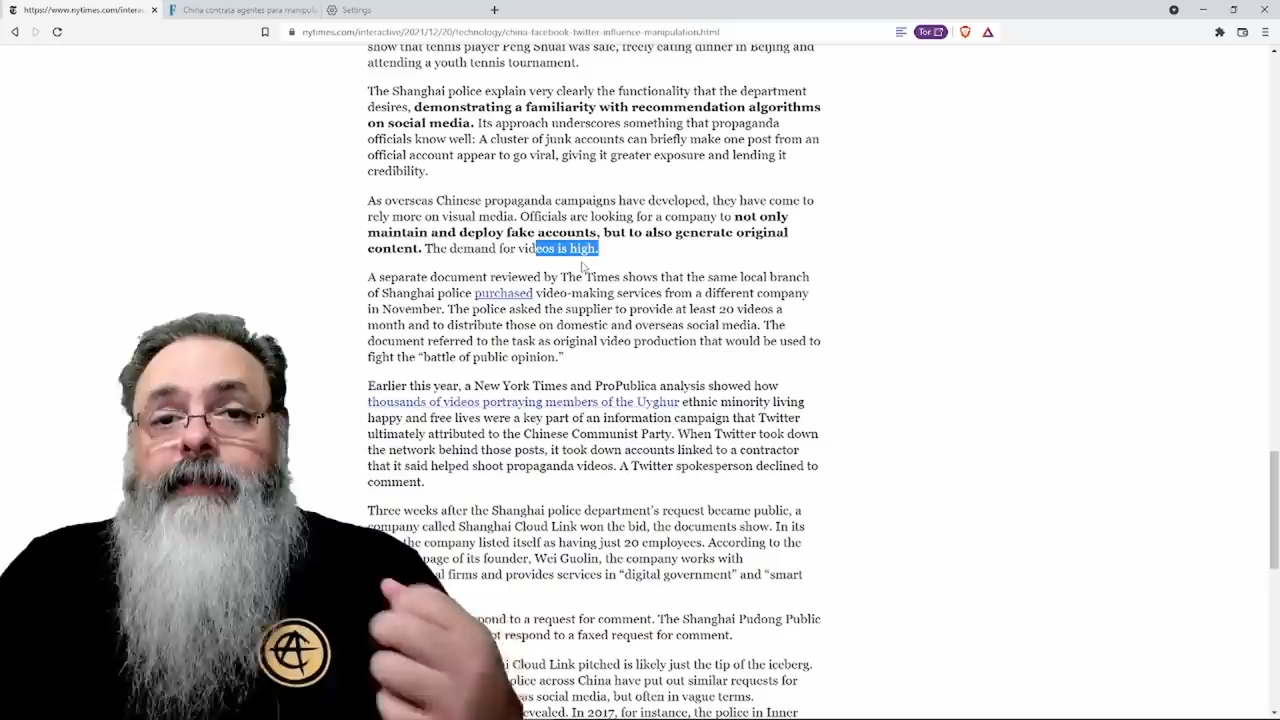 https://www.nytimes.com/intera
China contrata agentes para manipul
Settings
nytimes.com/interactive/2021/12/20/technology/china-facebook-twitter-influence-manipulation.html
Tor
show that tennis player Peng Shuai was safe, freely eating dinner in Beijing and
attending a youth tennis tournament.
The Shanghai police explain very clearly the functionality that the department
desires, demonstrating a familiarity with recommendation algorithms
on social media. Its approach underscores something that propaganda
officials know well: A cluster of junk accounts can briefly make one post from an
official account appear to go viral, giving it greater exposure and lending it
credibility.
As overseas Chinese propaganda campaigns have developed, they have come to
rely more on visual media. Officials are looking for a company to not only
maintain and deploy fake accounts, but to also generate original
content. The demand for videos is high.
A separate document reviewed by The Times shows that the same local branch
of Shanghai police purchased video-making services from a different company
in November. The police asked the supplier to provide at least 20 videos a
month and to distribute those on domestic and overseas social media. The
document referred to the task as original video production that would be used to
fight the “battle of public opinion.”
Earlier this year, a New York Times and ProPublica analysis showed how
thousands of videos portraying members of the Uyghur ethnic minority living
happy and free lives were a key part of an information campaign that Twitter
ultimately attributed to the Chinese Communist Party. When Twitter took down
the network behind those posts, it took down accounts linked to a contractor
that it said helped shoot propaganda videos. A Twitter spokesperson declined to
comment.
Three weeks after the Shanghai police department’s request became public, a
company called Shanghai Cloud Link won the bid, the documents show. In its
the company listed itself as having just 20 employees. According to the
page of its founder, Wei Guolin, the company works with
firms and provides services in “digital government” and “smart
to a request for comment. The Shanghai Pudong Public
respond to a faxed request for comment.
Cloud Link pitched is likely just the tip of the iceberg.
across China have put out similar requests for
social media, but often in vague terms.
In 2017, for instance, the police in Inner